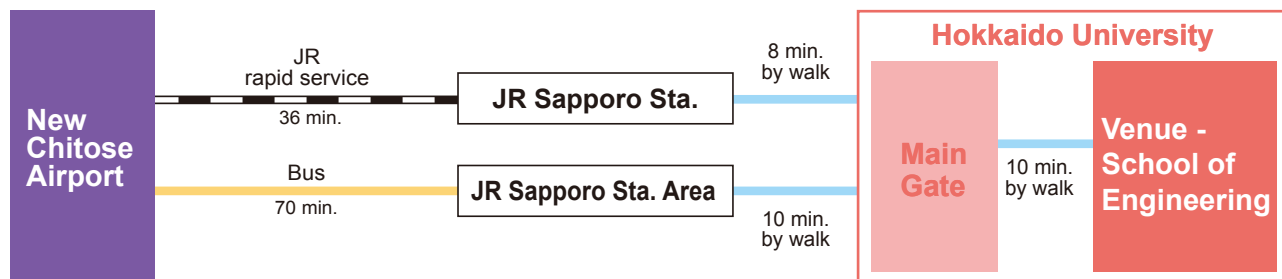 New
Chitose
Airport
JR
rapid service
36 min.
Bus
70 min.
JR Sapporo Sta.
JR Sapporo Sta. Area
8 min.
by walk
10 min.
by walk
Hokkaido University
Main
Gate
10 min.
by walk
Venue -
School of
Engineering